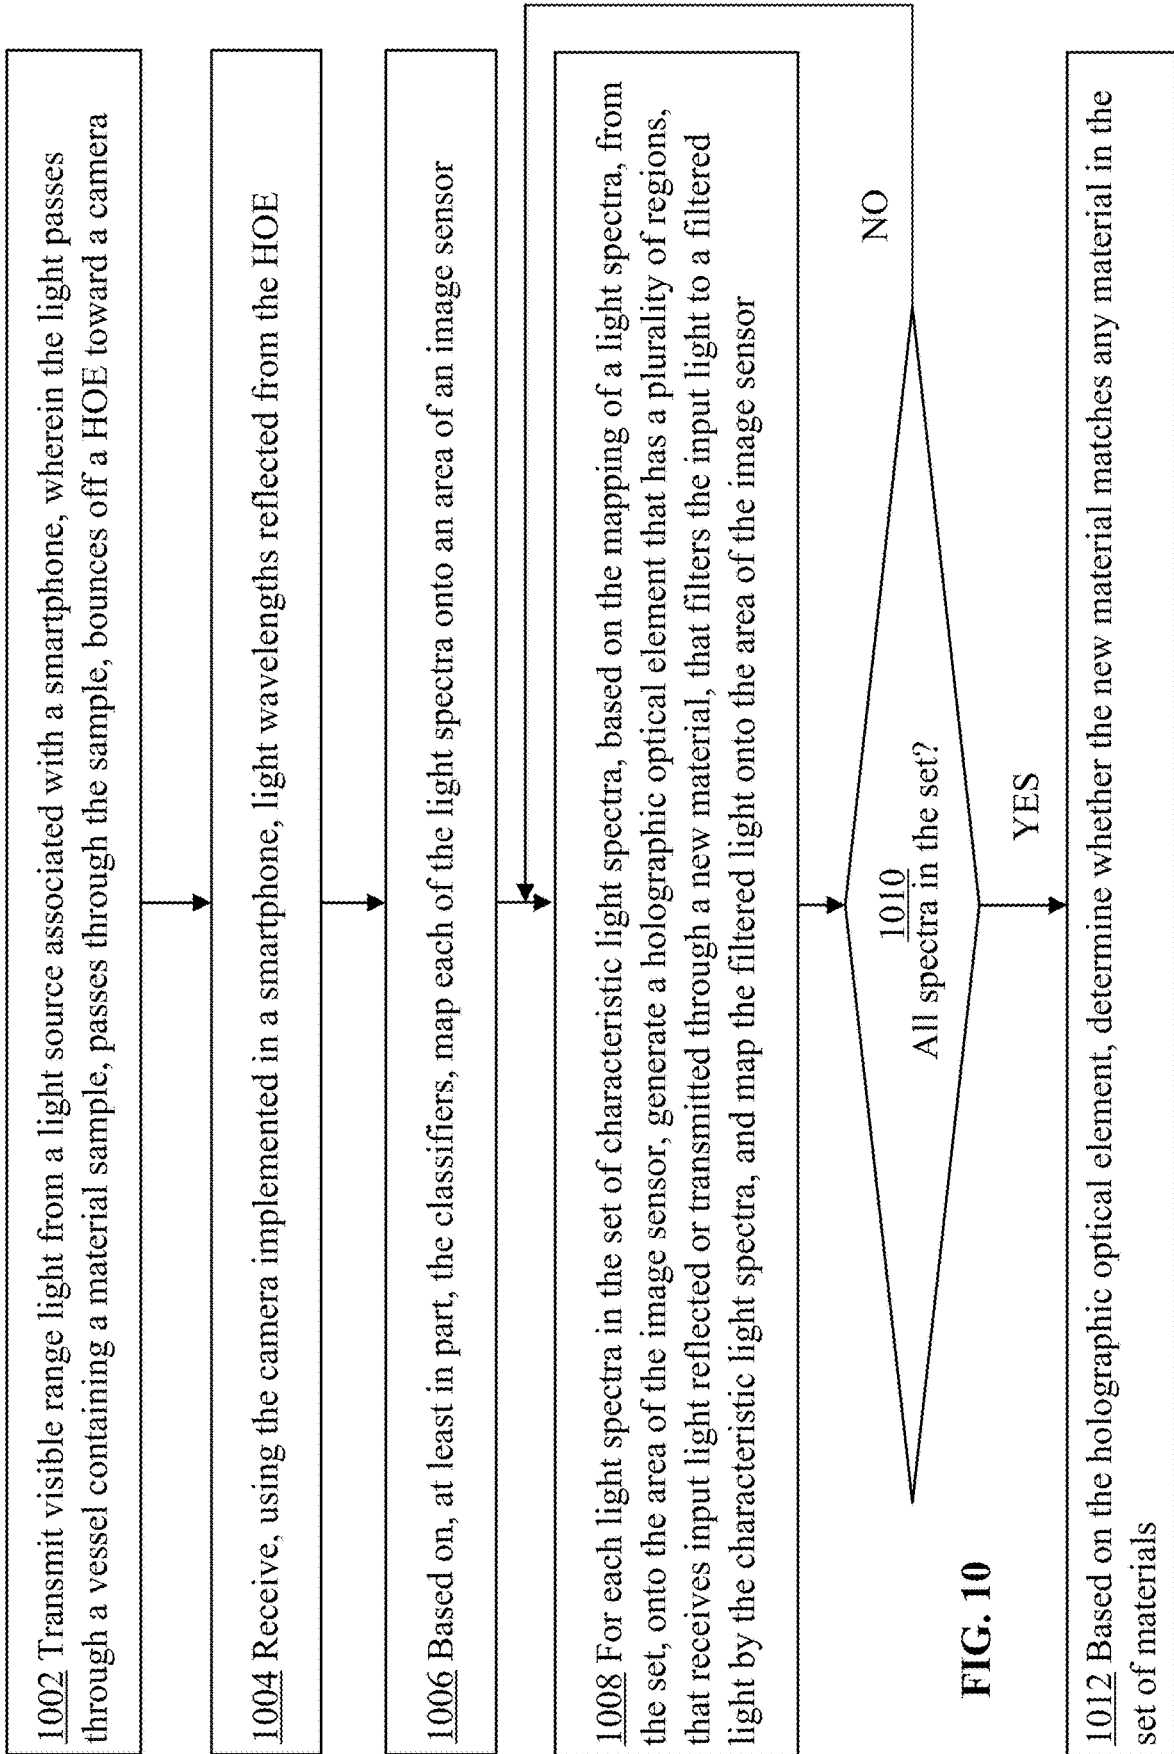 1002 Transmit visible range light from a light source associated with a smartphone, wherein the light passes
through a vessel containing a material sample, passes through the sample, bounces off a HOE toward a camera
1004 Receive, using the camera implemented in a smartphone, light wavelengths reflected from the HOE
1006 Based on, at least in part, the classifiers, map each of the light spectra onto an area of an image sensor
1008 For each light spectra in the set of characteristic light spectra, based on the mapping of a light spectra, from
the set, onto the area of the image sensor, generate a holographic optical element that has a plurality of regions,
that receives input light reflected or transmitted through a new material, that filters the input light to a filtered
light by the characteristic light spectra, and map the filtered light onto the area of the image sensor
1010
All spectra in the set?
NO
YES
FIG. 10
1012 Based on the holographic optical element, determine whether the new material matches any material in the
set of materials